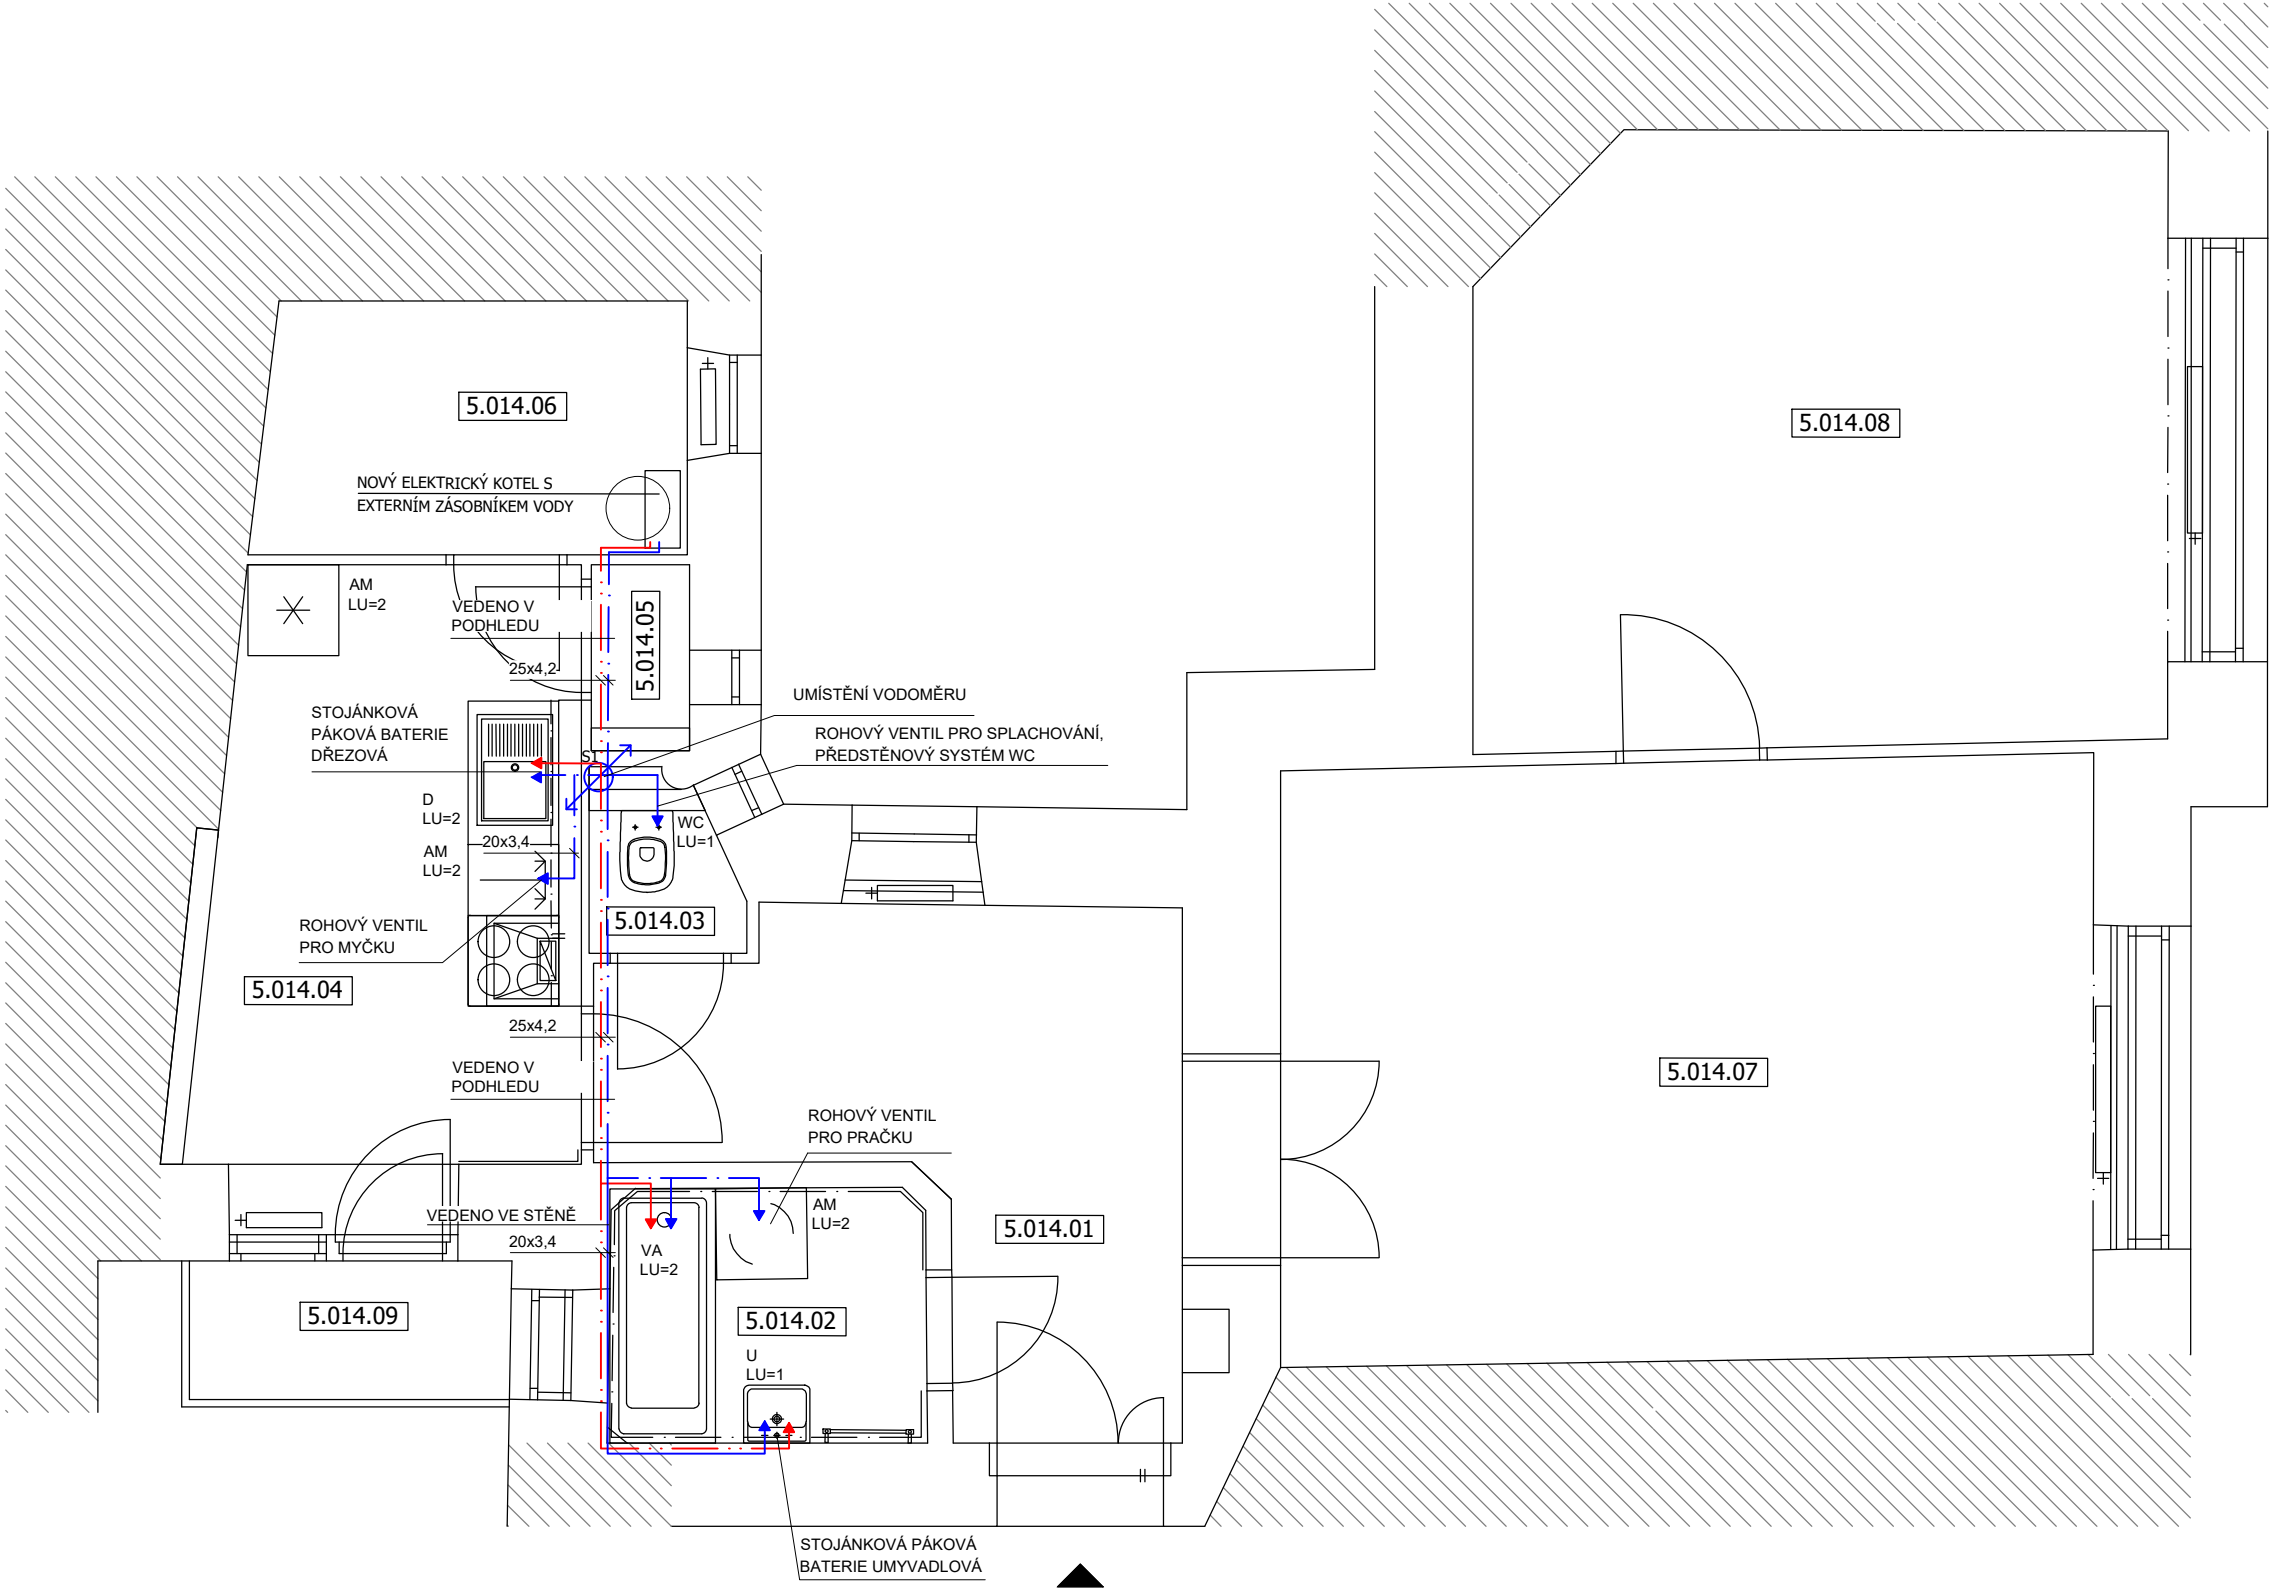 5.014.06
5.014.08
NOVÝ ELEKTRICKÝ KOTEL S
EXTERNÍM ZÁSOBNÍKEM VODY
AM
LU=2
VEDENO V
PODHLEDU
5.014.05
25x4,2
UMÍSTĚNÍ VODOMĚRU
STOJÁNKOVÁ
PÁKOVÁ BATERIE
DŘEZOVÁ
ROHOVÝ VENTIL PRO SPLACHOVÁNÍ,
PŘEDSTĚNOVÝ SYSTÉM WC
S1
D
LU=2
WC
LU=1
20x3,4
AM
LU=2
ROHOVÝ VENTIL
PRO MYČKU
5.014.03
5.014.04
25x4,2
VEDENO V
PODHLEDU
5.014.07
ROHOVÝ VENTIL
PRO PRAČKU
VEDENO VE STĚNĚ
AM
LU=2
5.014.01
20x3,4
VA
LU=2
5.014.09
5.014.02
U
LU=1
STOJÁNKOVÁ PÁKOVÁ
BATERIE UMYVADLOVÁ